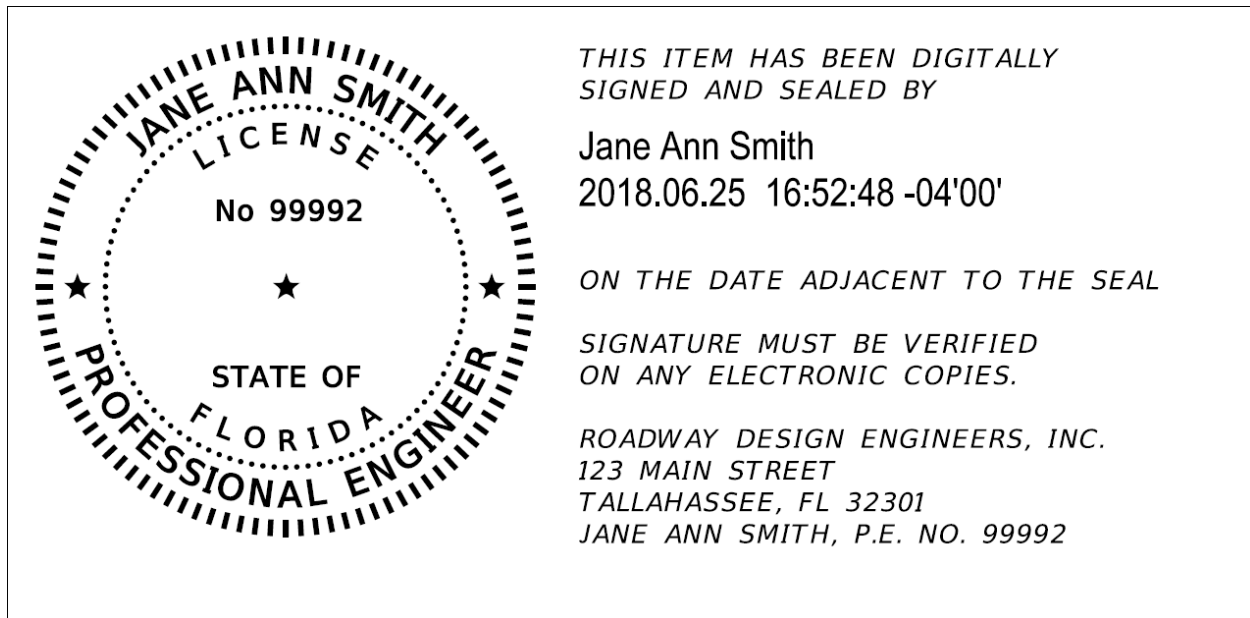 JANE ANN SMITH
LICENSE
No 99992
STATE OF
FLORIDA
PROFESSIONAL ENGINEER
THIS ITEM HAS BEEN DIGITALLY
SIGNED AND SEALED BY
Jane Ann Smith
2018.06.25 16:52:48 -04'00'
ON THE DATE ADJACENT TO THE SEAL
SIGNATURE MUST BE VERIFIED
ON ANY ELECTRONIC COPIES.
ROADWAY DESIGN ENGINEERS, INC.
123 MAIN STREET
TALLAHASSEE, FL 32301
JANE ANN SMITH, P.E. NO. 99992